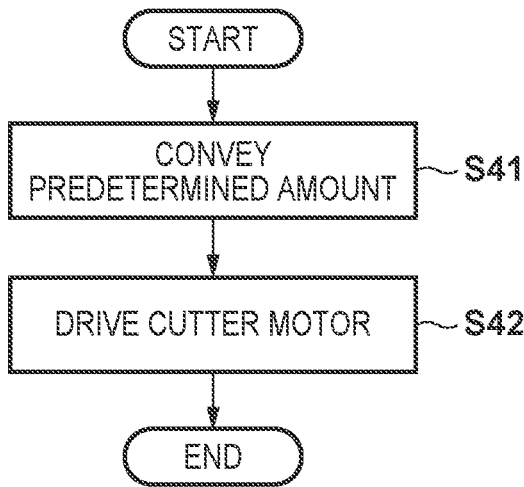 START
CONVEY
PREDETERMINED AMOUNT
S41
DRIVE CUTTER MOTOR
S42
END